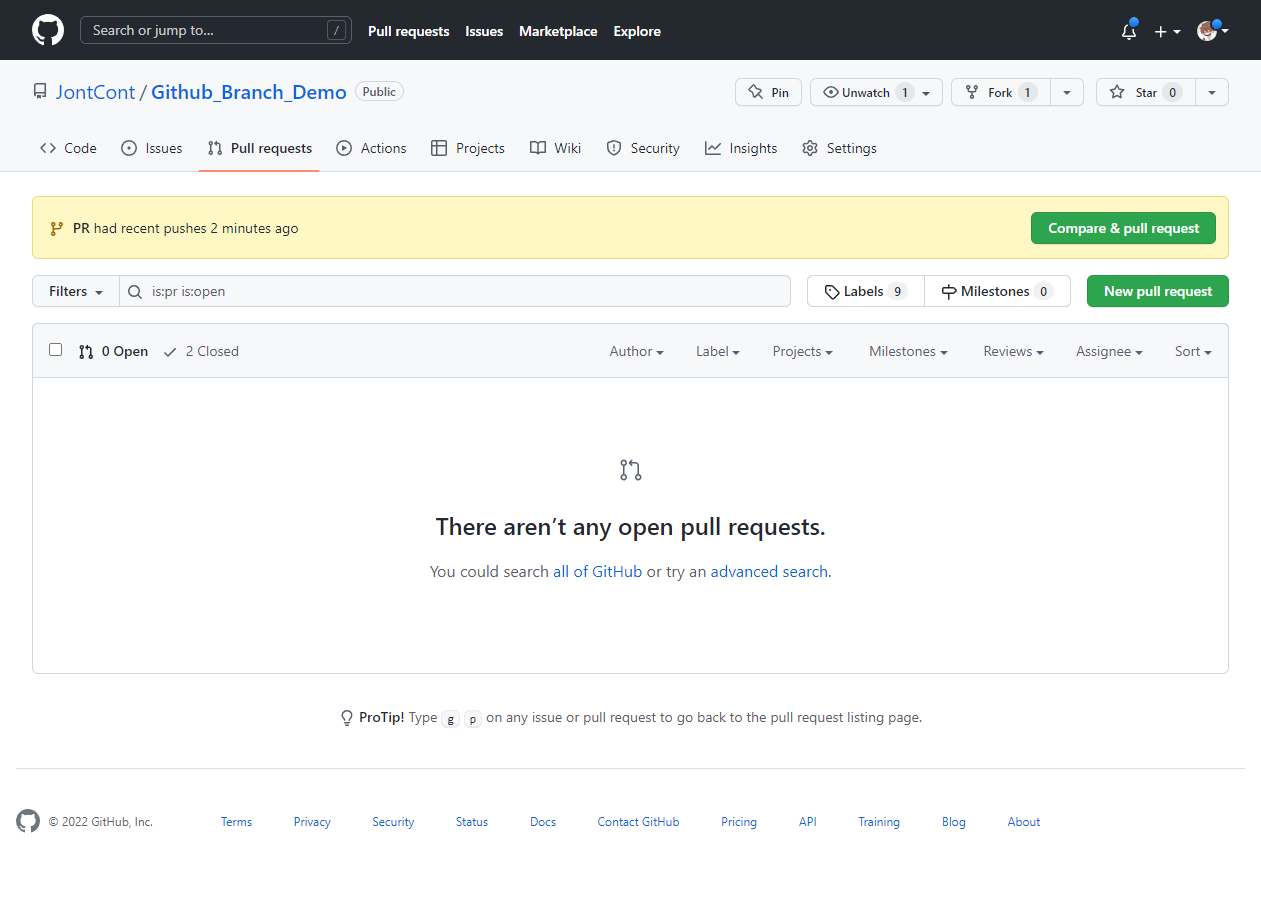 Search or jump to... / Pull requests Issues Marketplace Explore
JontCont / Github_Branch_Demo Public Pin Unwatch 1 Fork 1 Star 0
Code Issues Pull requests Actions Projects Wiki Security Insights Settings
PR had recent pushes 2 minutes ago Compare & pull request
Filters is:pr is:open Labels 9 Milestones 0 New pull request
0 Open 2 Closed Author Label Projects Milestones Reviews Assignee Sort
There aren’t any open pull requests.
You could search all of GitHub or try an advanced search.
ProTip! Type g p on any issue or pull request to go back to the pull request listing page.
© 2022 GitHub, Inc. Terms Privacy Security Status Docs Contact GitHub Pricing API Training Blog About